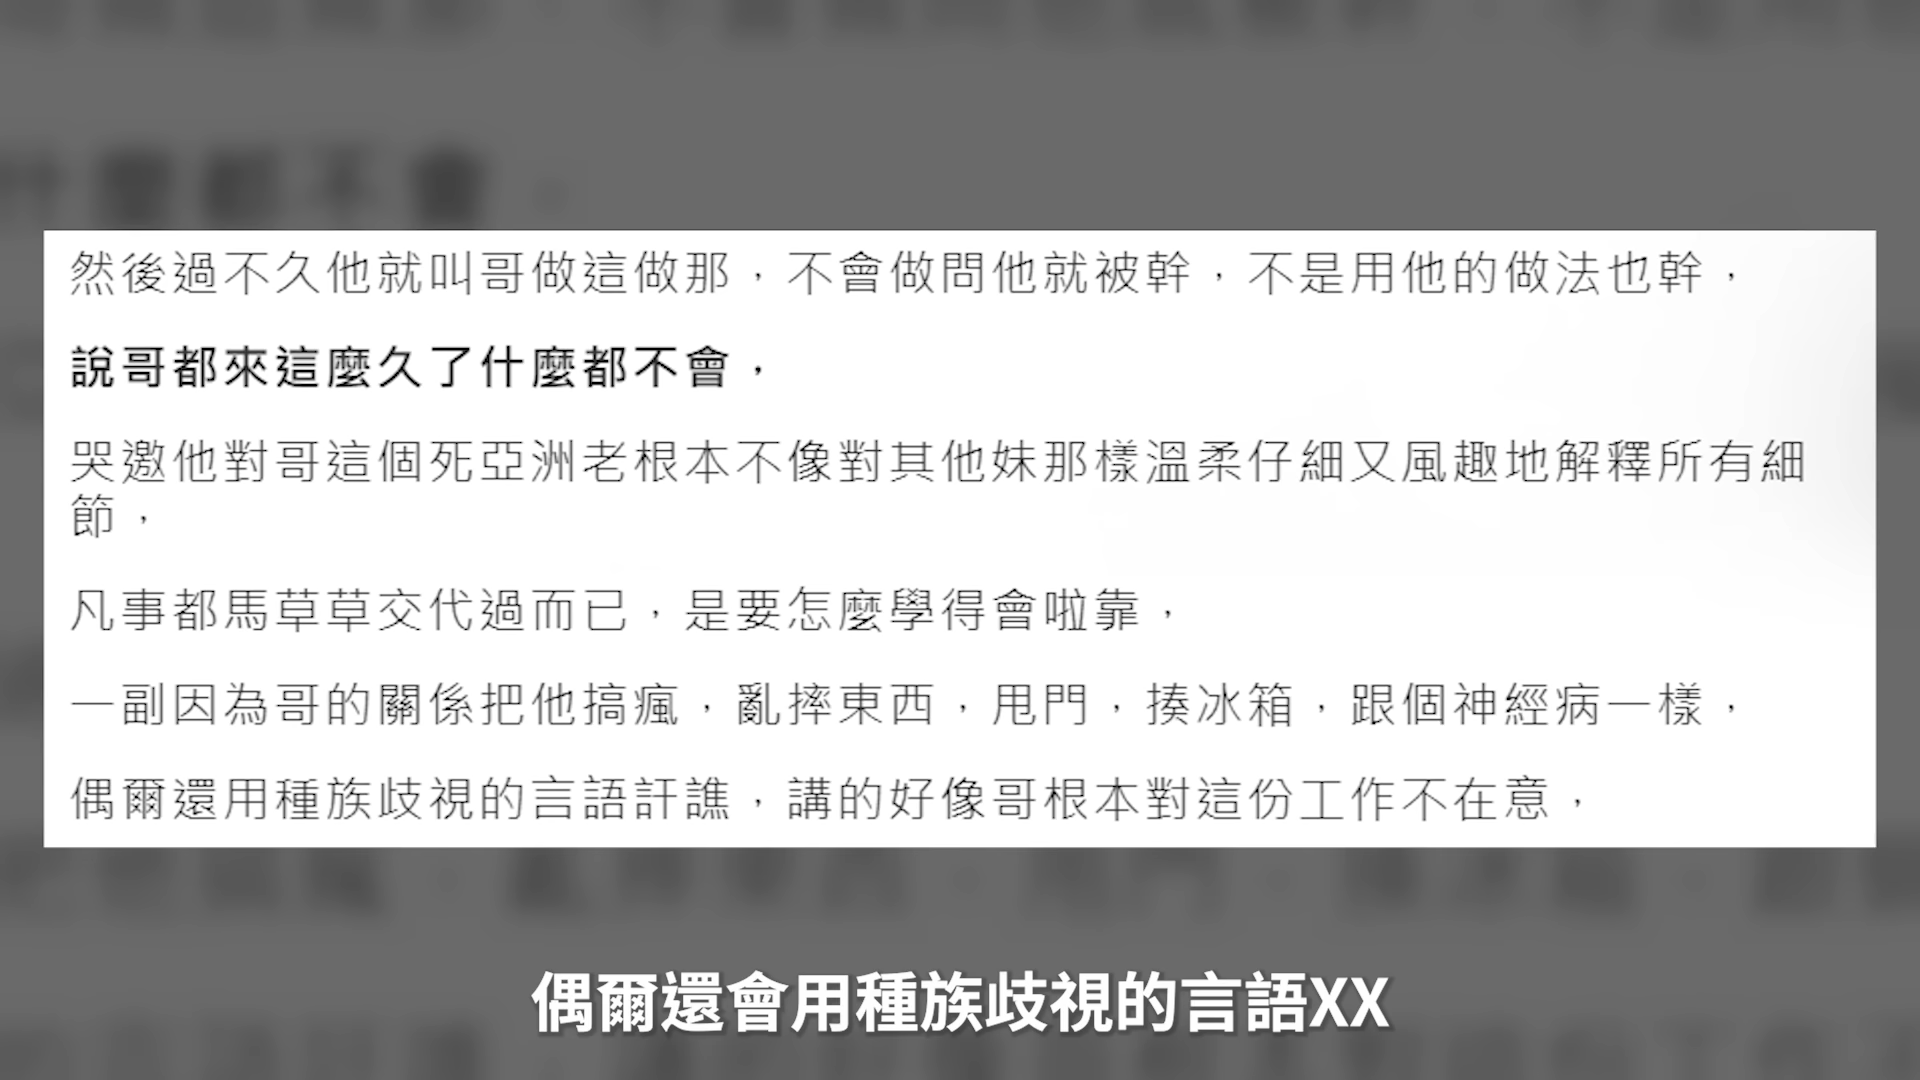 什麼都不會，
然後過不久他就叫哥做這做那，不會做問他就被幹，不是用他的做法也幹，
說哥都來這麼久了什麼都不會，
哭邀他對哥這個死亞洲老根本不像對其他妹那樣溫柔仔細又風趣地解釋所有細
節，
凡事都馬草草交代過而已，是要怎麼學得會啦靠，
一副因為哥的關係把他搞瘋，亂摔東西，甩門，揍冰箱，跟個神經病一樣，
偶爾還用種族歧視的言語訐譙，講的好像哥根本對這份工作不在意，
偶爾還會用種族歧視的言語XX